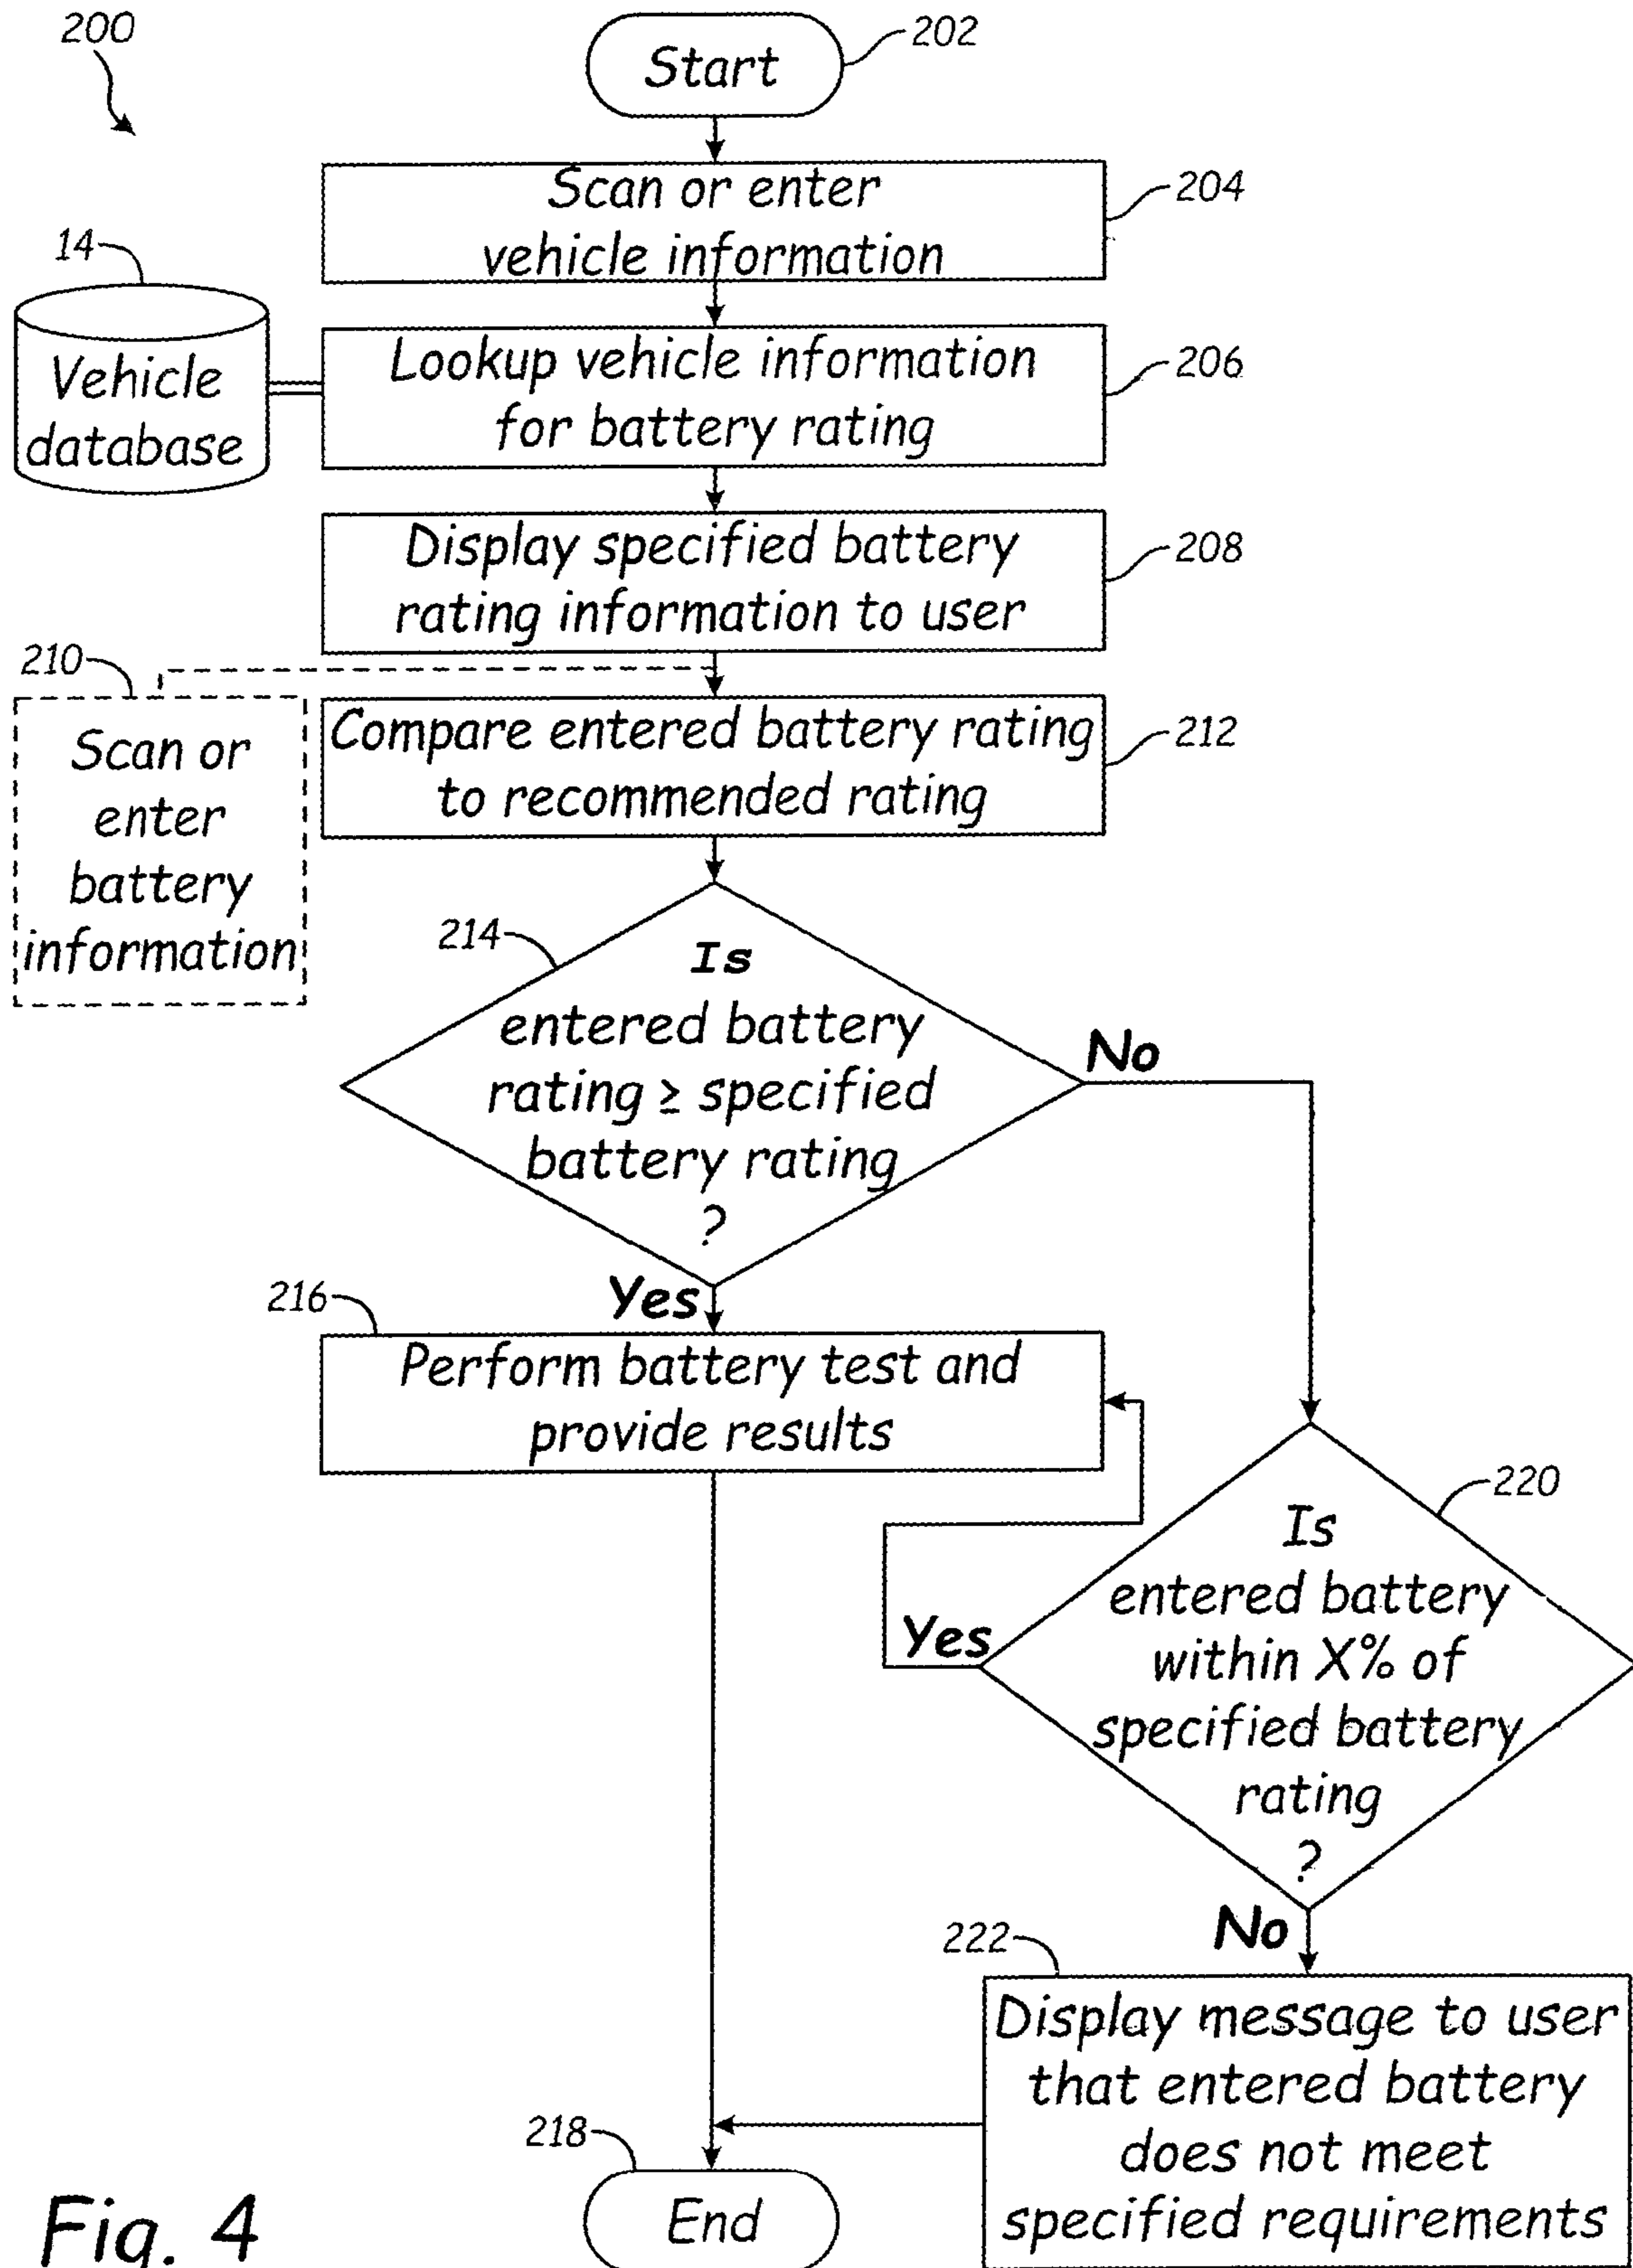 200
Start
202
Scan or enter
vehicle information
204
14
Vehicle
database
Lookup vehicle information
for battery rating
206
Display specified battery
rating information to user
208
210
Scan or
enter
battery
information
Compare entered battery rating
to recommended rating
212
214
Is
entered battery
rating ≥ specified
battery rating
?
No
Yes
216
Perform battery test and
provide results
220
Is
entered battery
within X% of
specified battery
rating
?
Yes
No
222
Display message to user
that entered battery
does not meet
specified requirements
218
End
Fig. 4